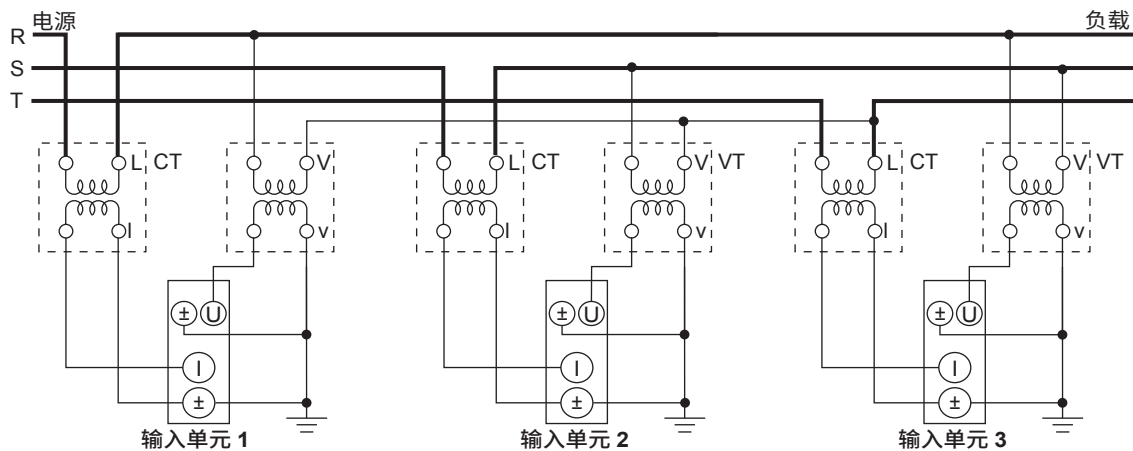 电源 负载
R
S
T
L CT V L CT V VT L CT V VT
l v l v l v
± U ± U ± U
I I I
± ± ±
输入单元 1 输入单元 2 输入单元 3